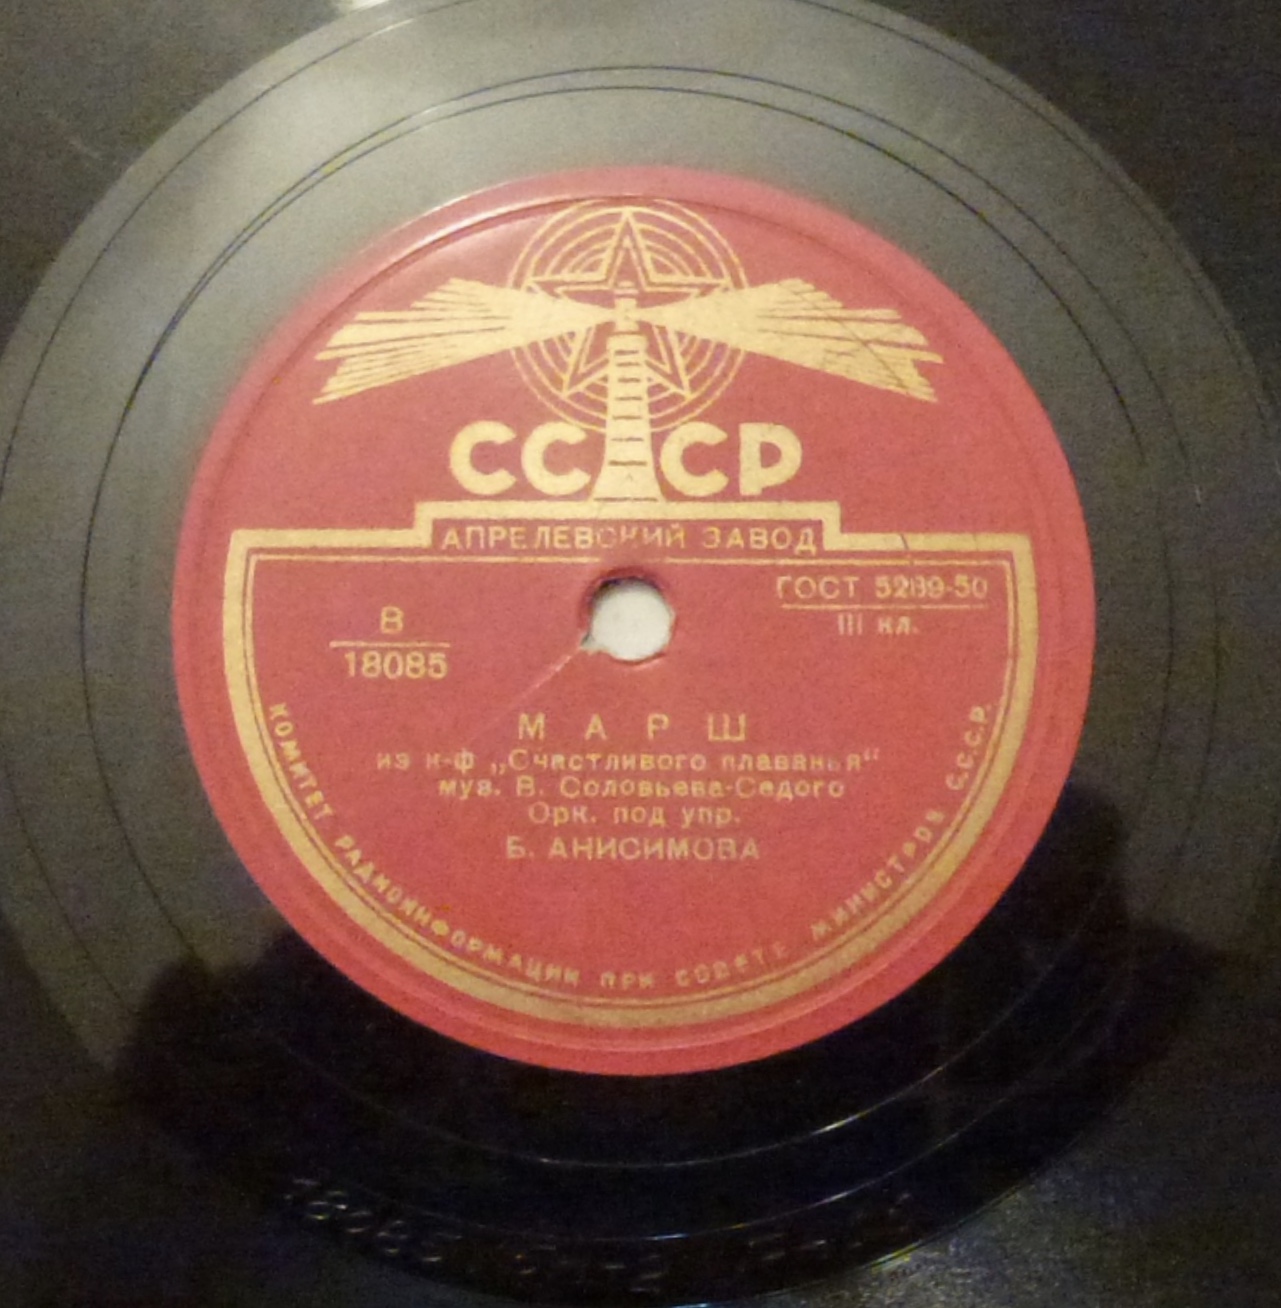 СССР
АПРЕЛЕВСКИЙ ЗАВОД
ГОСТ 5289-50
III кл.
В
18085
МАРШ
из к-ф „Счастливого плаванья“
муз. В. Соловьева-Седого
Орк. под упр.
Б. АНИСИМОВА
КОМИТЕТ РАДИОИНФОРМАЦИИ ПРИ СОВЕТЕ МИНИСТРОВ С.С.С.Р.
18085